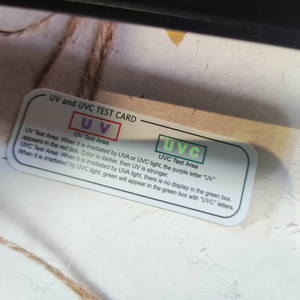 UV and UVC TEST CARD
UV
UV Test Area
UVC
UVC Test Area
UV Test Area: When it is irradiated by UVA or UVC light, the purple letter "UV"
appears in the red box. Color is darker, then UV is stronger.
UVC Test Area: When it is irradiated by UVA light, there is no display in the green box.
When it is irradiated by UVC light, green will appear in the green box with "UVC" letters.